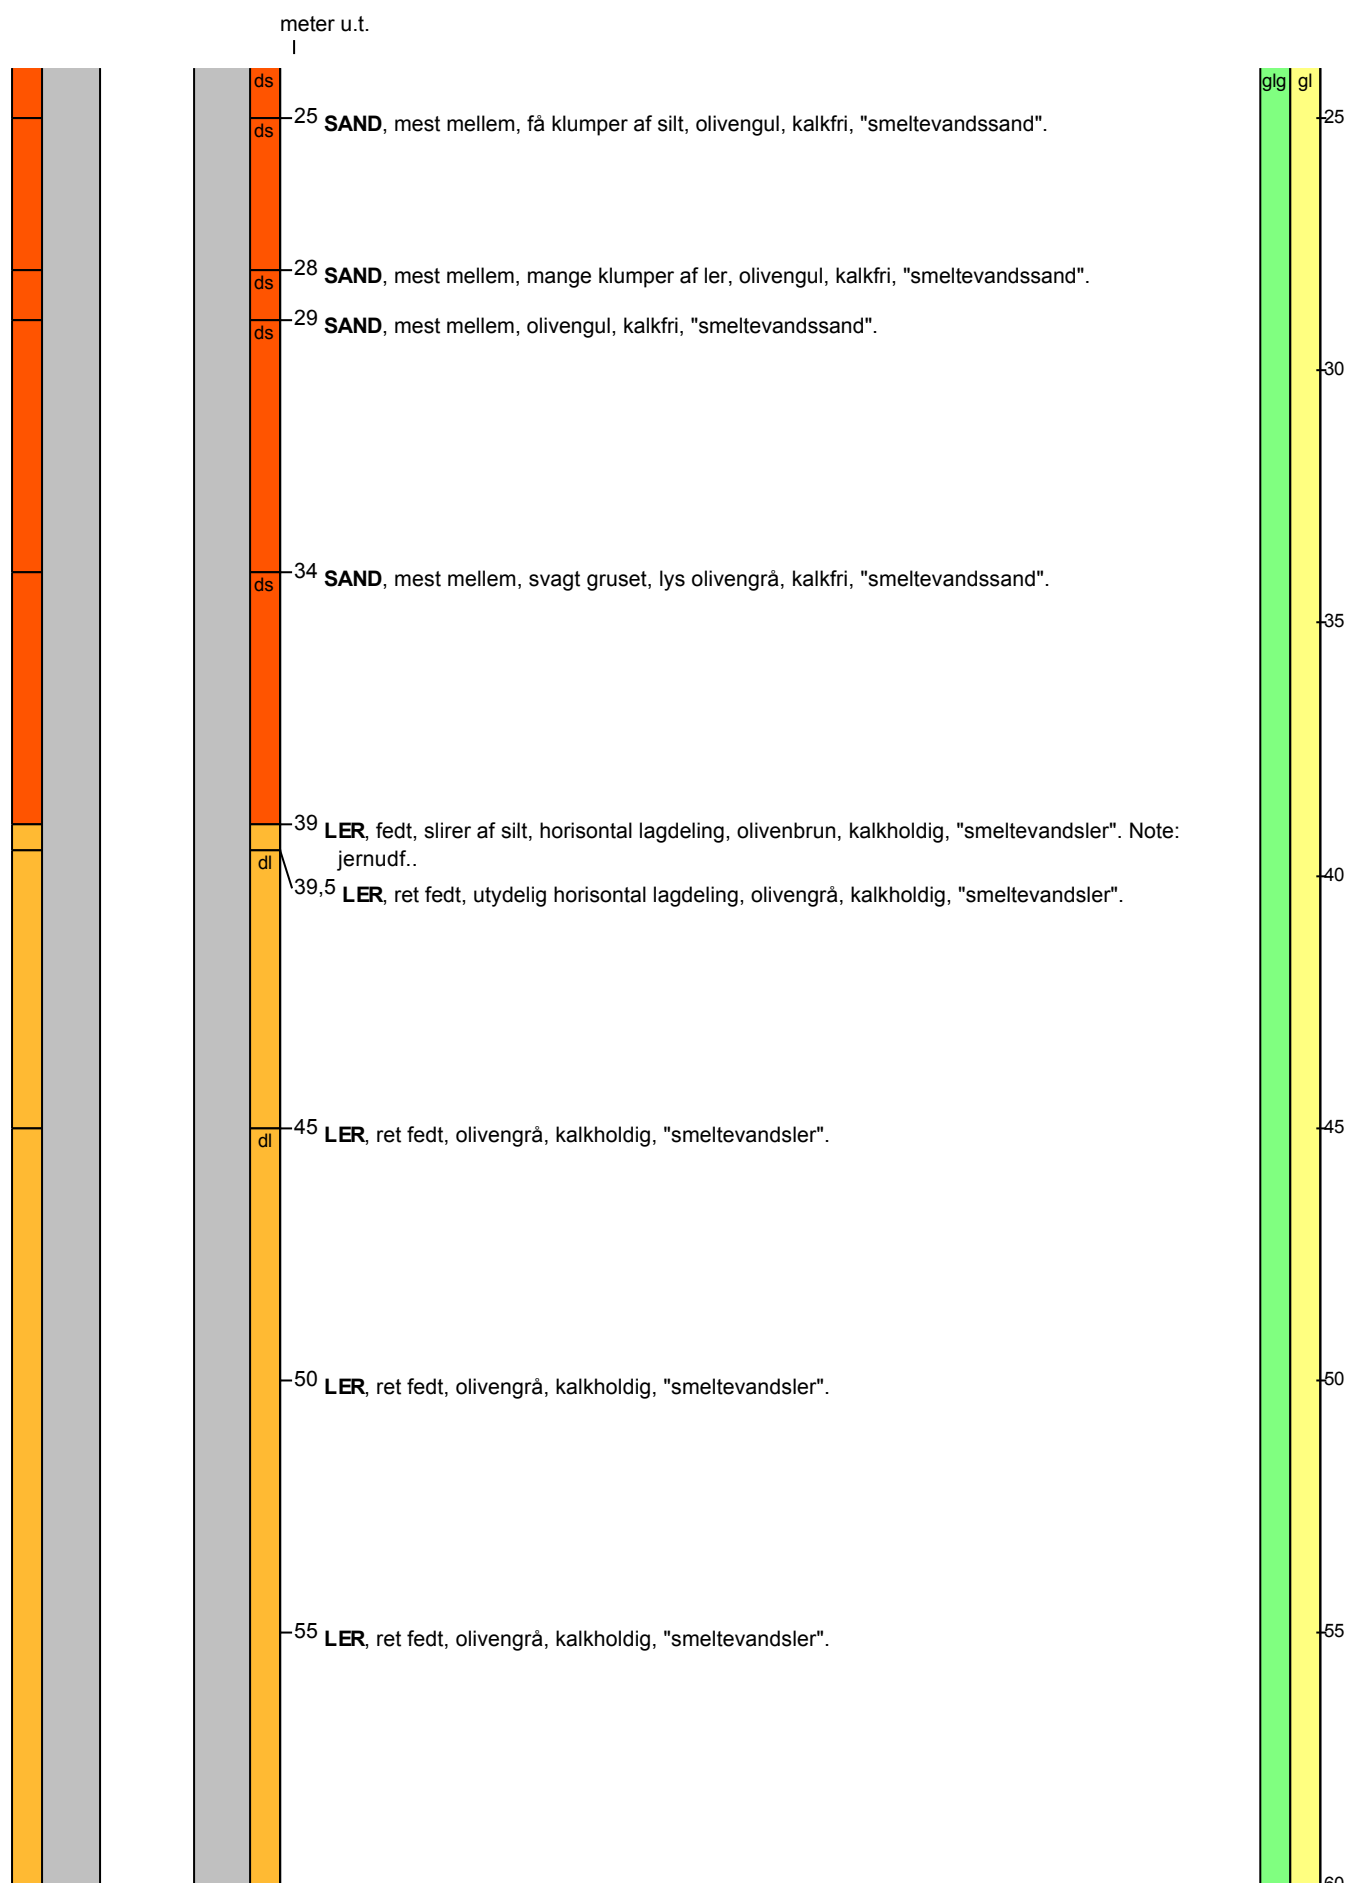 meter u.t.
ds glg gl
25 SAND, mest mellem, få klumper af silt, olivengul, kalkfri, "smeltevandssand". 25
ds
28 SAND, mest mellem, mange klumper af ler, olivengul, kalkfri, "smeltevandssand".
ds
29 SAND, mest mellem, olivengul, kalkfri, "smeltevandssand".
ds
30
34 SAND, mest mellem, svagt gruset, lys olivengrå, kalkfri, "smeltevandssand".
ds
35
39 LER, fedt, slirer af silt, horisontal lagdeling, olivenbrun, kalkholdig, "smeltevandsler". Note:
jernudf..
dl
40
39,5 LER, ret fedt, utydelig horisontal lagdeling, olivengrå, kalkholdig, "smeltevandsler".
45 LER, ret fedt, olivengrå, kalkholdig, "smeltevandsler". 45
dl
50 LER, ret fedt, olivengrå, kalkholdig, "smeltevandsler". 50
55 LER, ret fedt, olivengrå, kalkholdig, "smeltevandsler". 55
60